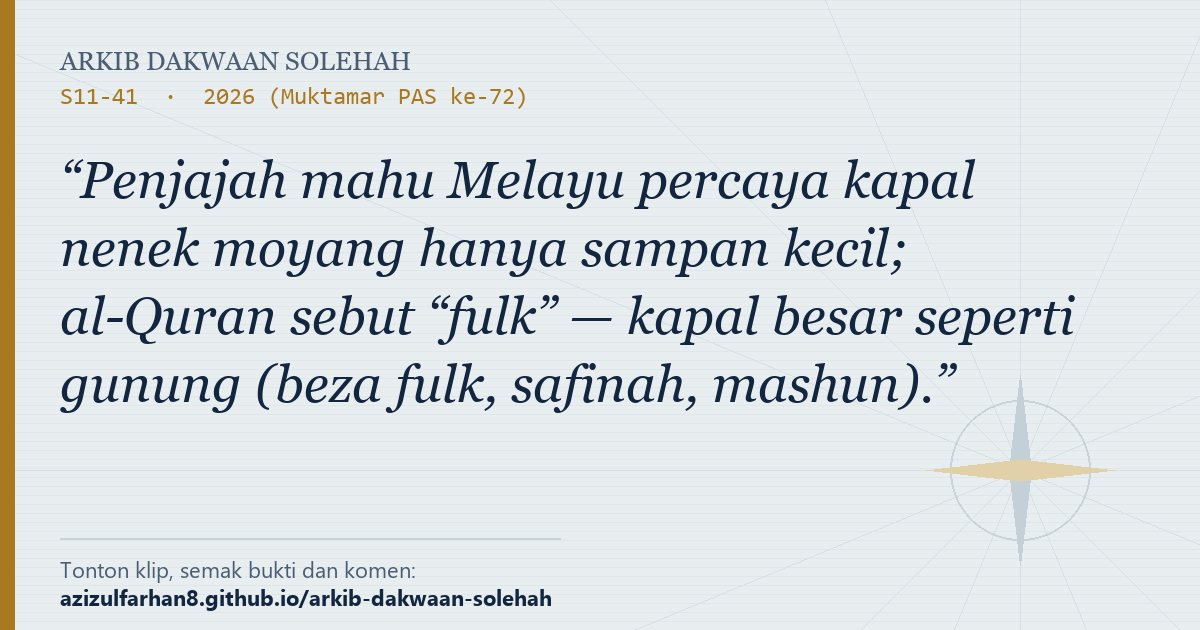 ARKIB DAKWAAN SOLEHAH
S11-41 · 2026 (Muktamar PAS ke-72)
“Penjajah mahu Melayu percaya kapal
nenek moyang hanya sampan kecil;
al-Quran sebut “fulk” — kapal besar seperti
gunung (beza fulk, safinah, mashun).”
Tonton klip, semak bukti dan komen:
azizulfarhan8.github.io/arkib-dakwaan-solehah